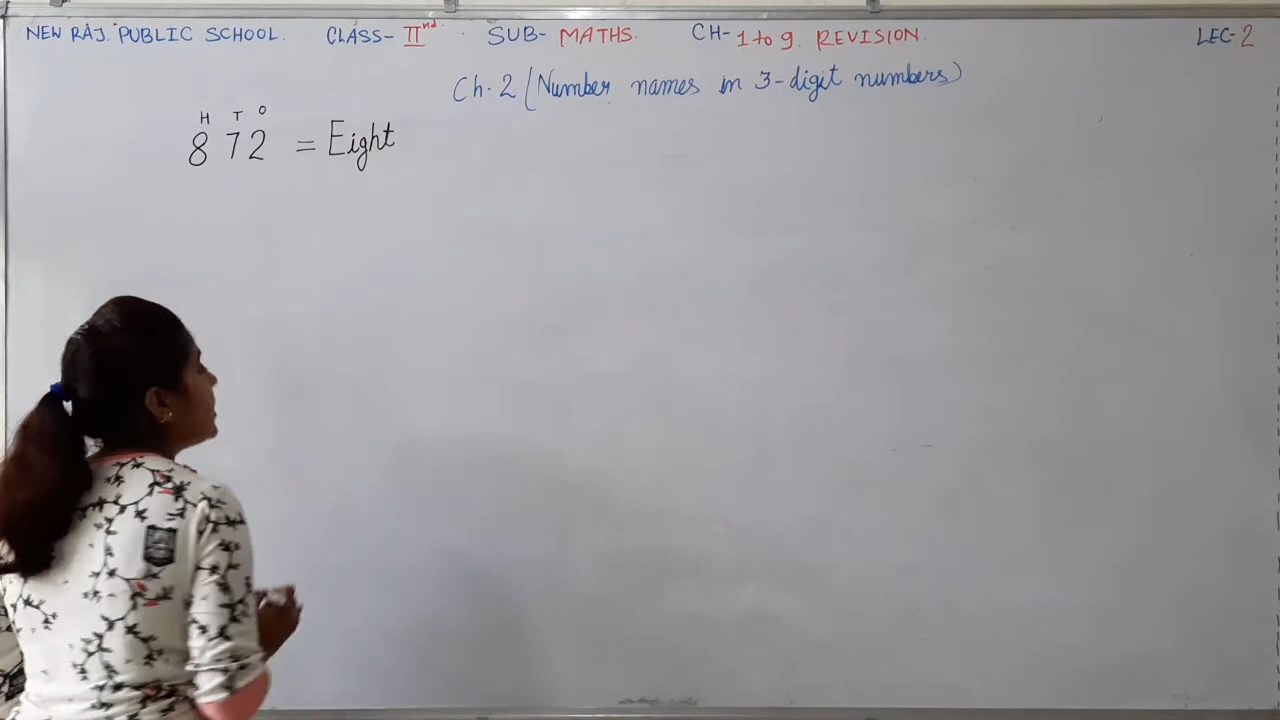 NEW RAJ. PUBLIC SCHOOL. CLASS- IInd. SUB- MATHS. CH- 1 to 9. REVISION. LEC-2
Ch. 2 (Number names in 3-digit numbers)
H T O
8 7 2 = Eight